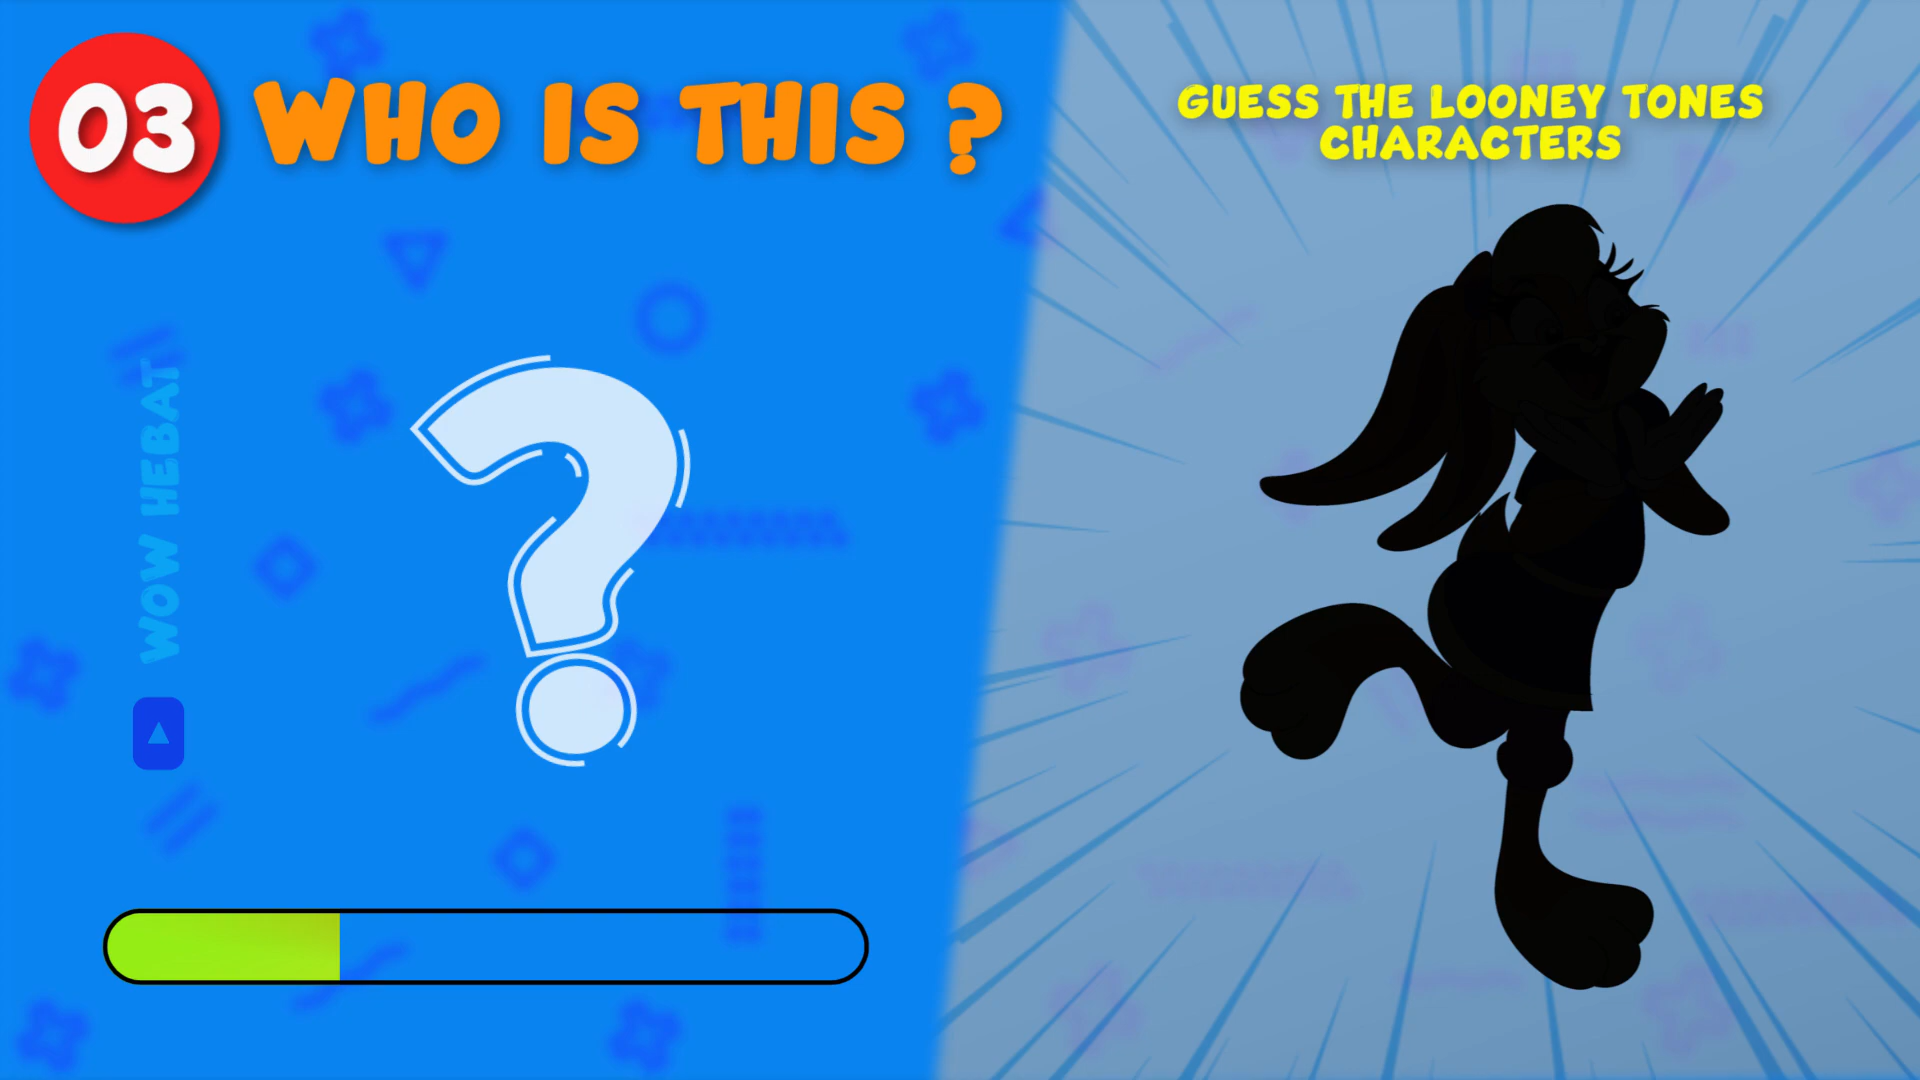 03
WHO IS THIS ?
GUESS THE LOONEY TONES
CHARACTERS
WOW HEBAT